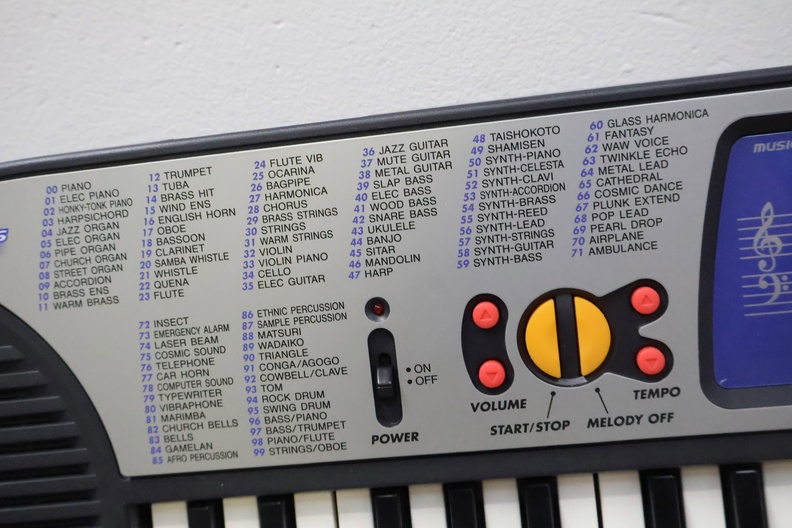 00 PIANO
01 ELEC PIANO
02 HONKY-TONK PIANO
03 HARPSICHORD
04 JAZZ ORGAN
05 ELEC ORGAN
06 PIPE ORGAN
07 CHURCH ORGAN
08 STREET ORGAN
09 ACCORDION
10 BRASS ENS
11 WARM BRASS
12 TRUMPET
13 TUBA
14 BRASS HIT
15 WIND ENS
16 ENGLISH HORN
17 OBOE
18 BASSOON
19 CLARINET
20 SAMBA WHISTLE
21 WHISTLE
22 QUENA
23 FLUTE
24 FLUTE VIB
25 OCARINA
26 BAGPIPE
27 HARMONICA
28 CHORUS
29 BRASS STRINGS
30 STRINGS
31 WARM STRINGS
32 VIOLIN
33 VIOLIN PIANO
34 CELLO
35 ELEC GUITAR
36 JAZZ GUITAR
37 MUTE GUITAR
38 METAL GUITAR
39 SLAP BASS
40 ELEC BASS
41 WOOD BASS
42 SNARE BASS
43 UKULELE
44 BANJO
45 SITAR
46 MANDOLIN
47 HARP
48 TAISHOKOTO
49 SHAMISEN
50 SYNTH-PIANO
51 SYNTH-CELESTA
52 SYNTH-CLAVI
53 SYNTH-ACCORDION
54 SYNTH-BRASS
55 SYNTH-REED
56 SYNTH-LEAD
57 SYNTH-STRINGS
58 SYNTH-GUITAR
59 SYNTH-BASS
60 GLASS HARMONICA
61 FANTASY
62 WAW VOICE
63 TWINKLE ECHO
64 METAL LEAD
65 CATHEDRAL
66 COSMIC DANCE
67 PLUNK EXTEND
68 POP LEAD
69 PEARL DROP
70 AIRPLANE
71 AMBULANCE
72 INSECT
73 EMERGENCY ALARM
74 LASER BEAM
75 COSMIC SOUND
76 TELEPHONE
77 CAR HORN
78 COMPUTER SOUND
79 TYPEWRITER
80 VIBRAPHONE
81 MARIMBA
82 CHURCH BELLS
83 BELLS
84 GAMELAN
85 AFRO PERCUSSION
86 ETHNIC PERCUSSION
87 SAMPLE PERCUSSION
88 MATSURI
89 WADAIKO
90 TRIANGLE
91 CONGA/AGOGO
92 COWBELL/CLAVE
93 TOM
94 ROCK DRUM
95 SWING DRUM
96 BASS/PIANO
97 BASS/TRUMPET
98 PIANO/FLUTE
99 STRINGS/OBOE
• ON
• OFF
POWER
VOLUME
START/STOP
MELODY OFF
TEMPO
MUSIC